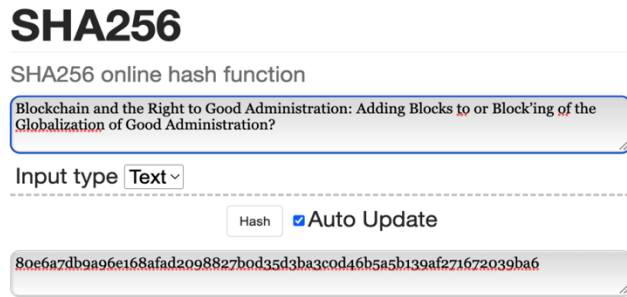 SHA256
SHA256 online hash function
Blockchain and the Right to Good Administration: Adding Blocks to or Block’ing of the
Globalization of Good Administration?
Input type Text
Hash Auto Update
80e6a7db9a96e168afad2098827b0d35d3ba3c0d46b5a5b139af271672039ba6